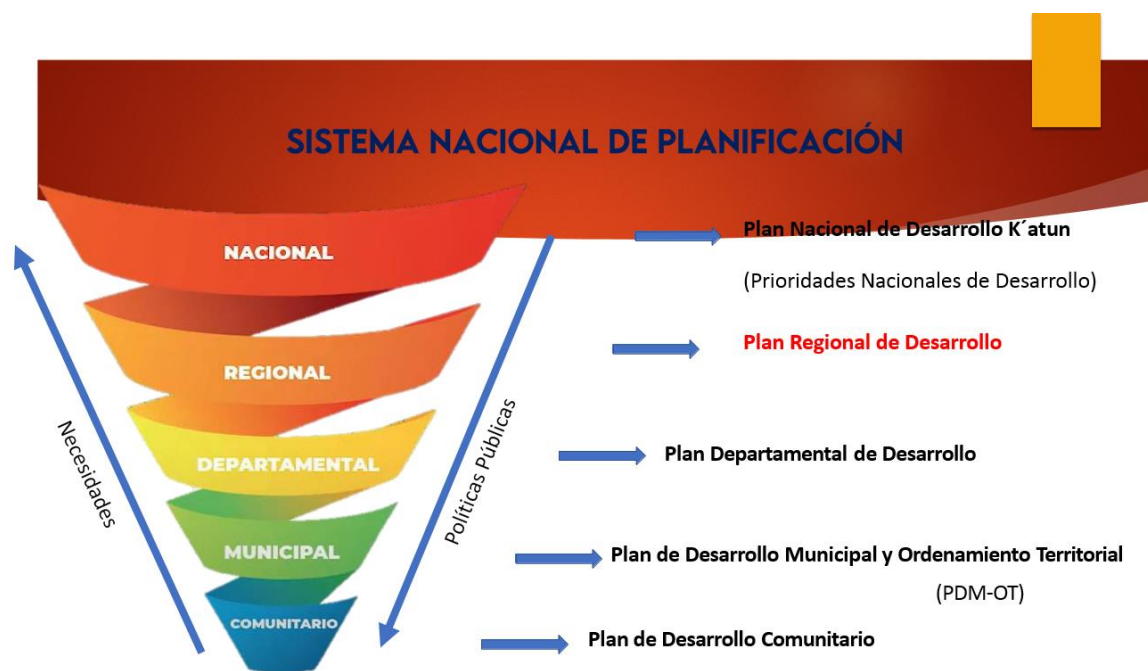 SISTEMA NACIONAL DE PLANIFICACIÓN
NACIONAL
Plan Nacional de Desarrollo K´atun
(Prioridades Nacionales de Desarrollo)
REGIONAL
Plan Regional de Desarrollo
DEPARTAMENTAL
Plan Departamental de Desarrollo
Necesidades
Políticas Públicas
MUNICIPAL
Plan de Desarrollo Municipal y Ordenamiento Territorial
(PDM-OT)
COMUNITARIO
Plan de Desarrollo Comunitario